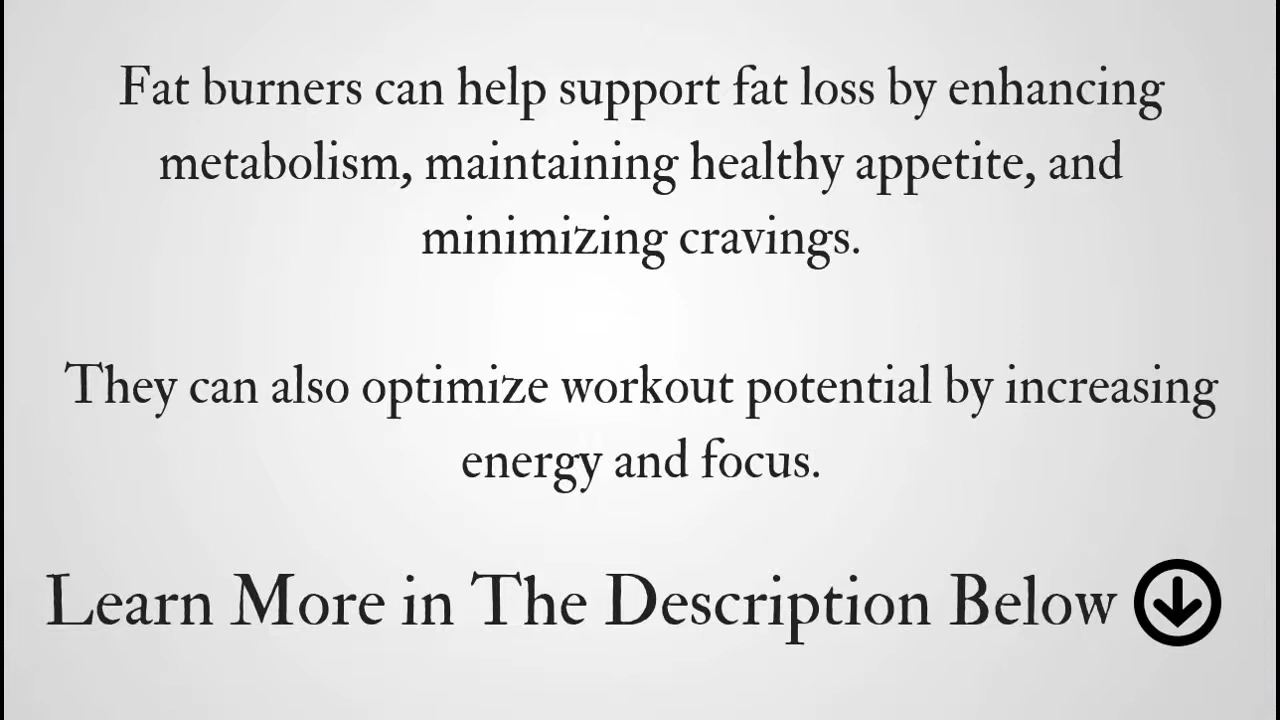 Fat burners can help support fat loss by enhancing
metabolism, maintaining healthy appetite, and
minimizing cravings.
They can also optimize workout potential by increasing
energy and focus.
Learn More in The Description Below